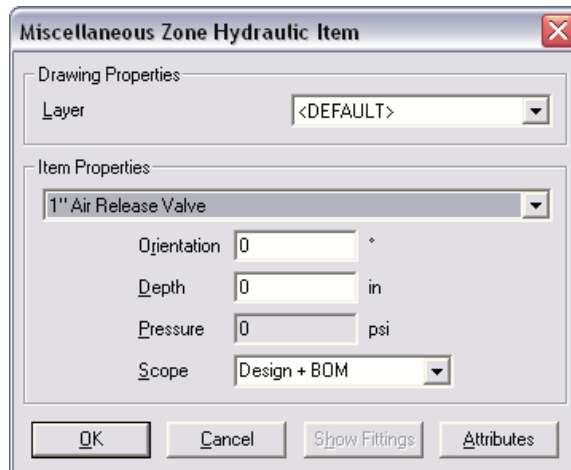 Miscellaneous Zone Hydraulic Item
Drawing Properties
Layer <DEFAULT>
Item Properties
1" Air Release Valve
Orientation 0 °
Depth 0 in
Pressure 0 psi
Scope Design + BOM
OK Cancel Show Fittings Attributes